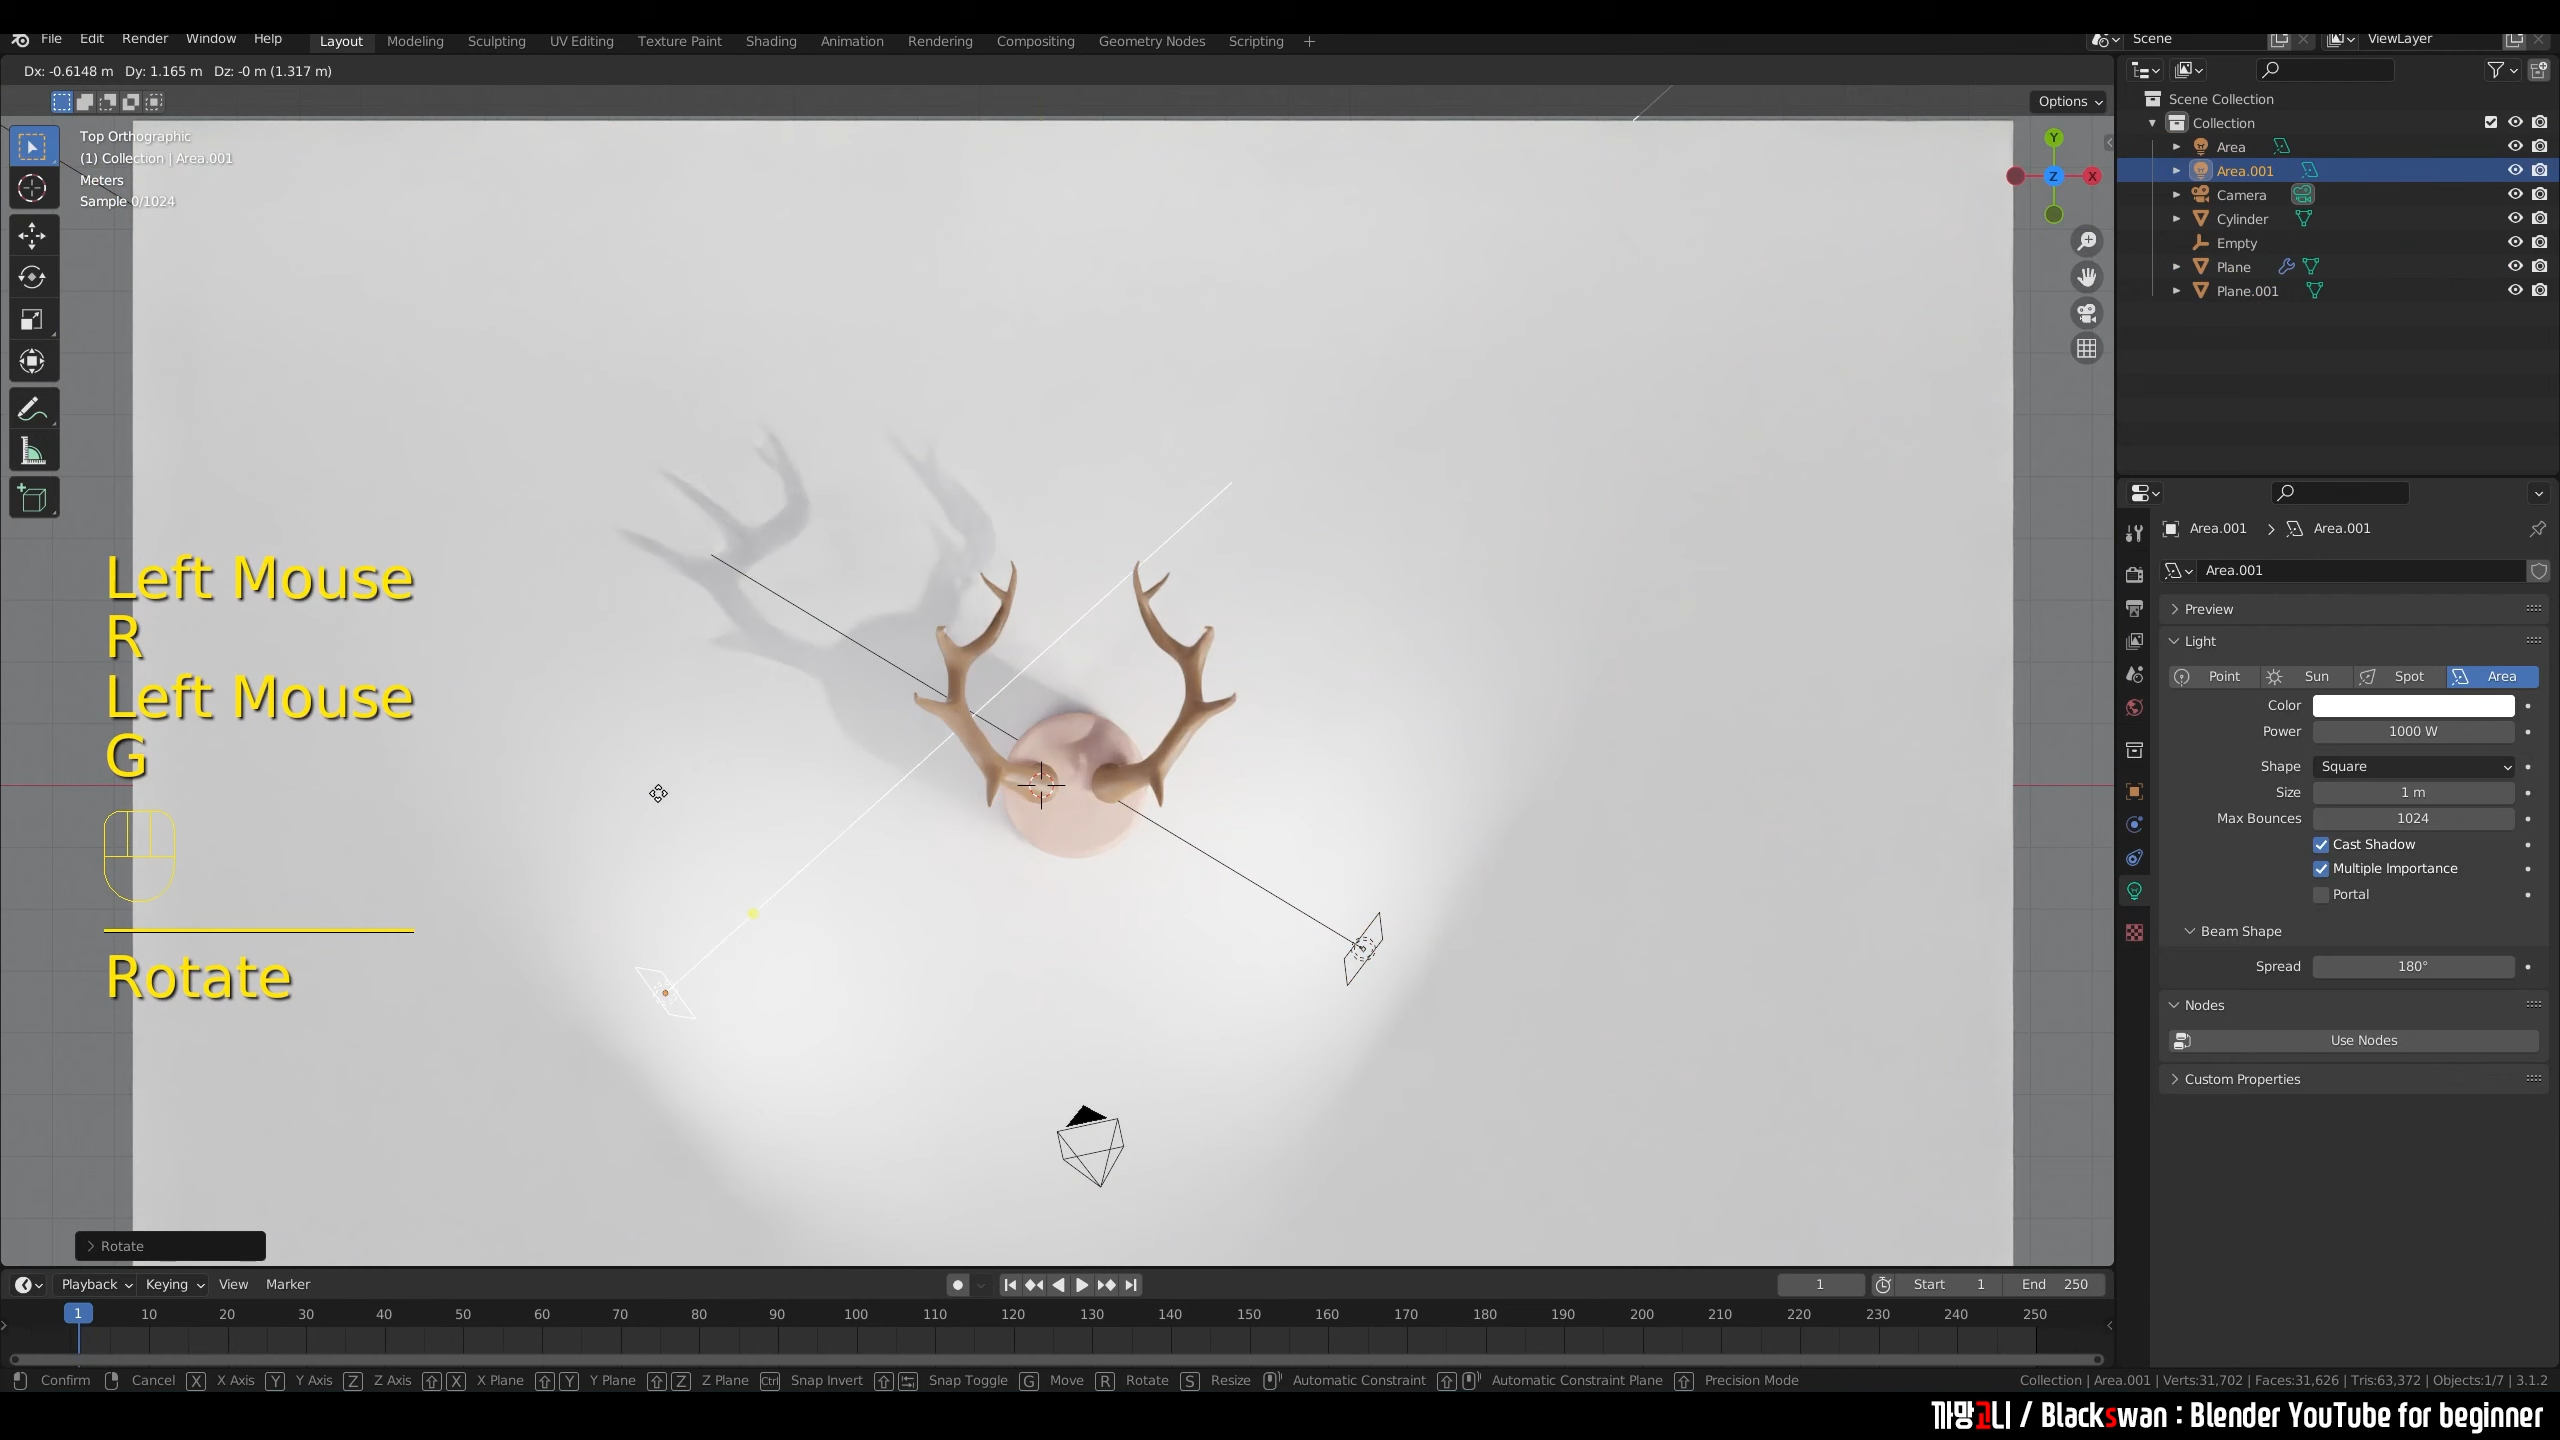 File Edit Render Window Help
Layout Modeling Sculpting UV Editing Texture Paint Shading Animation Rendering Compositing Geometry Nodes Scripting +
Scene ViewLayer
Dx: -0.6148 m Dy: 1.165 m Dz: -0 m (1.317 m)
Options
Top Orthographic
(1) Collection | Area.001
Meters
Sample 0/1024
Y
Z
X
Left Mouse
R
Left Mouse
G
Rotate
Rotate
Scene Collection
Collection
Area
Area.001
Camera
Cylinder
Empty
Plane
Plane.001
Area.001 > Area.001
Area.001
Preview
Light
Point Sun Spot Area
Color
Power 1000 W
Shape Square
Size 1 m
Max Bounces 1024
Cast Shadow
Multiple Importance
Portal
Beam Shape
Spread 180°
Nodes
Use Nodes
Custom Properties
Playback Keying View Marker
1 Start 1 End 250
1 10 20 30 40 50 60 70 80 90 100 110 120 130 140 150 160 170 180 190 200 210 220 230 240 250
Confirm Cancel X X Axis Y Y Axis Z Z Axis X X Plane Y Y Plane Z Z Plane Ctrl Snap Invert Snap Toggle G Move R Rotate S Resize Automatic Constraint Automatic Constraint Plane Precision Mode
Collection | Area.001 | Verts:31,702 | Faces:31,626 | Tris:63,372 | Objects:1/7 | 3.1.2
까망고니 / Blackswan : Blender YouTube for beginner